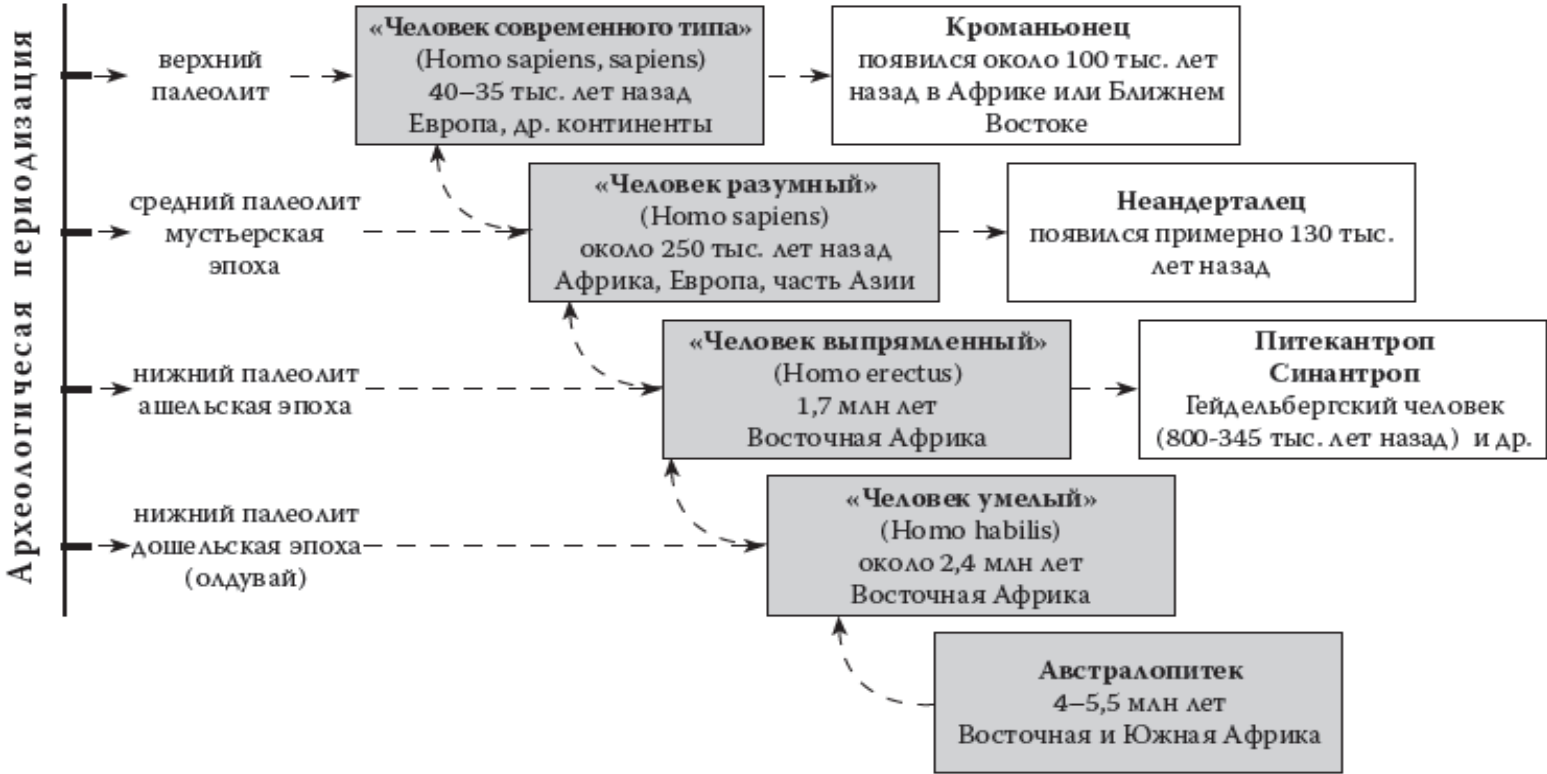 Археологичесая периодизация
верхний
палеолит
«Человек современного типа»
(Homo sapiens, sapiens)
40–35 тыс. лет назад
Европа, др. континенты
Кроманьонец
появился около 100 тыс. лет
назад в Африке или Ближнем
Востоке
средний палеолит
мустьерская
эпоха
«Человек разумный»
(Homo sapiens)
около 250 тыс. лет назад
Африка, Европа, часть Азии
Неандерталец
появился примерно 130 тыс.
лет назад
нижний палеолит
ашельская эпоха
«Человек выпрямленный»
(Homo erectus)
1,7 млн лет
Восточная Африка
Питекантроп
Синантроп
Гейдельбергский человек
(800-345 тыс. лет назад) и др.
нижний палеолит
дошельская эпоха
(олдувай)
«Человек умелый»
(Homo habilis)
около 2,4 млн лет
Восточная Африка
Австралопитек
4–5,5 млн лет
Восточная и Южная Африка